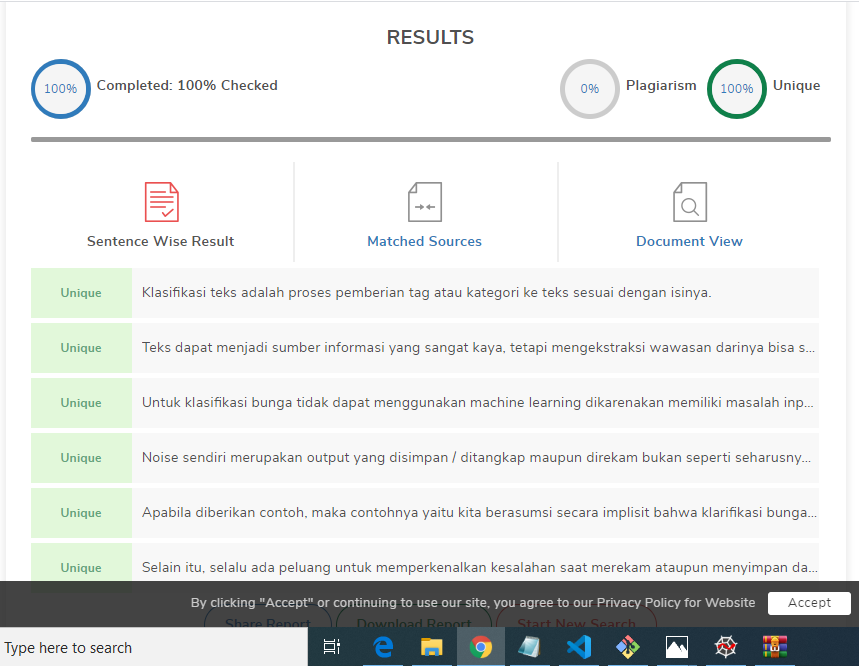 RESULTS
100% Completed: 100% Checked
0% Plagiarism 100% Unique
Sentence Wise Result Matched Sources Document View
Unique Klasifikasi teks adalah proses pemberian tag atau kategori ke teks sesuai dengan isinya.
Unique Teks dapat menjadi sumber informasi yang sangat kaya, tetapi mengekstraksi wawasan darinya bisa s...
Unique Untuk klasifikasi bunga tidak dapat menggunakan machine learning dikarenakan memiliki masalah inp...
Unique Noise sendiri merupakan output yang disimpan / ditangkap maupun direkam bukan seperti seharusny...
Unique Apabila diberikan contoh, maka contohnya yaitu kita berasumsi secara implisit bahwa klarifikasi bunga...
Unique Selain itu, selalu ada peluang untuk memperkenalkan kesalahan saat merekam ataupun menyimpan da...
By clicking "Accept" or continuing to use our site, you agree to our Privacy Policy for Website Accept
Share Report Download Report Start New Search
Type here to search